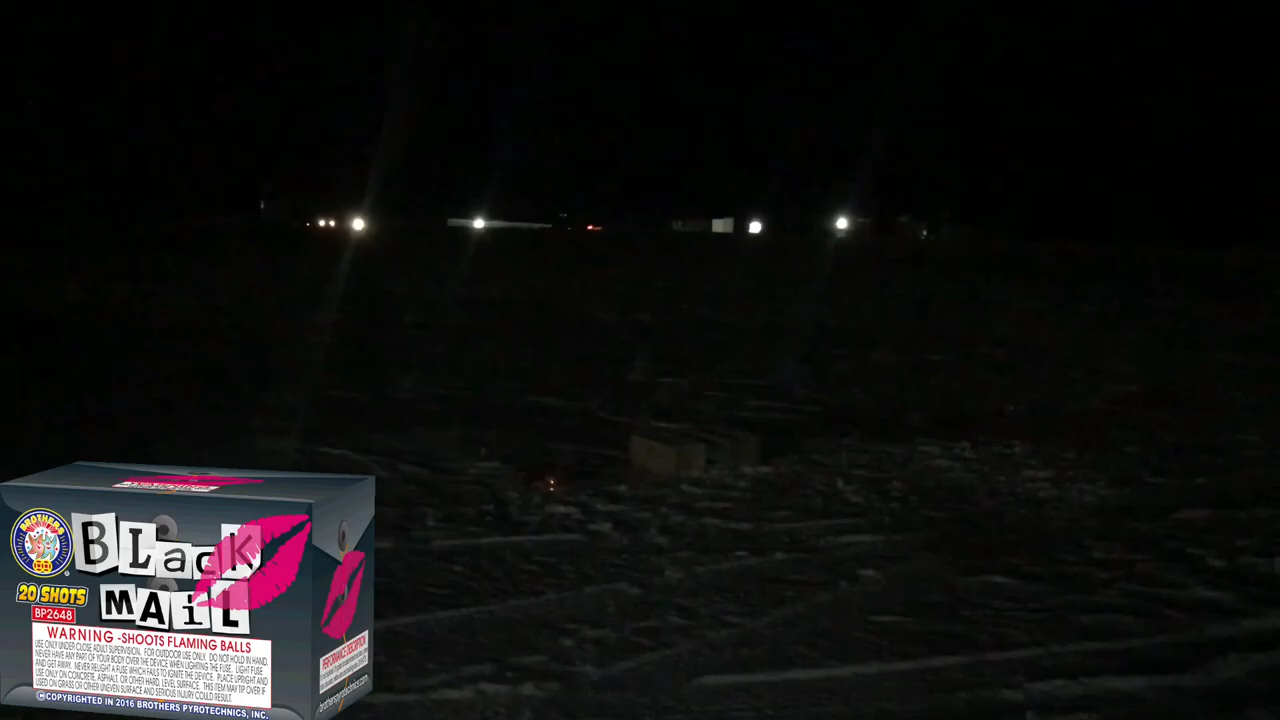 BROTHERS
BLack
MAiL
20 SHOTS
BP2648
WARNING -SHOOTS FLAMING BALLS
USE ONLY UNDER CLOSE ADULT SUPERVISION. FOR OUTDOOR USE ONLY. DO NOT HOLD IN HAND.
NEVER HAVE ANY PART OF YOUR BODY OVER THE DEVICE WHEN LIGHTING THE FUSE. LIGHT FUSE
AND GET AWAY. NEVER RELIGHT A FUSE WHICH FAILS TO IGNITE THE DEVICE. PLACE UPRIGHT AND
USE ONLY ON CONCRETE, ASPHALT, OR OTHER HARD, LEVEL SURFACE. THIS ITEM MAY TIP OVER IF
USED ON GRASS OR OTHER UNEVEN SURFACE AND SERIOUS INJURY COULD RESULT.
©COPYRIGHTED IN 2016 BROTHERS PYROTECHNICS, INC.
PERFORMANCE DESCRIPTION
brotherspyrotechnics.com